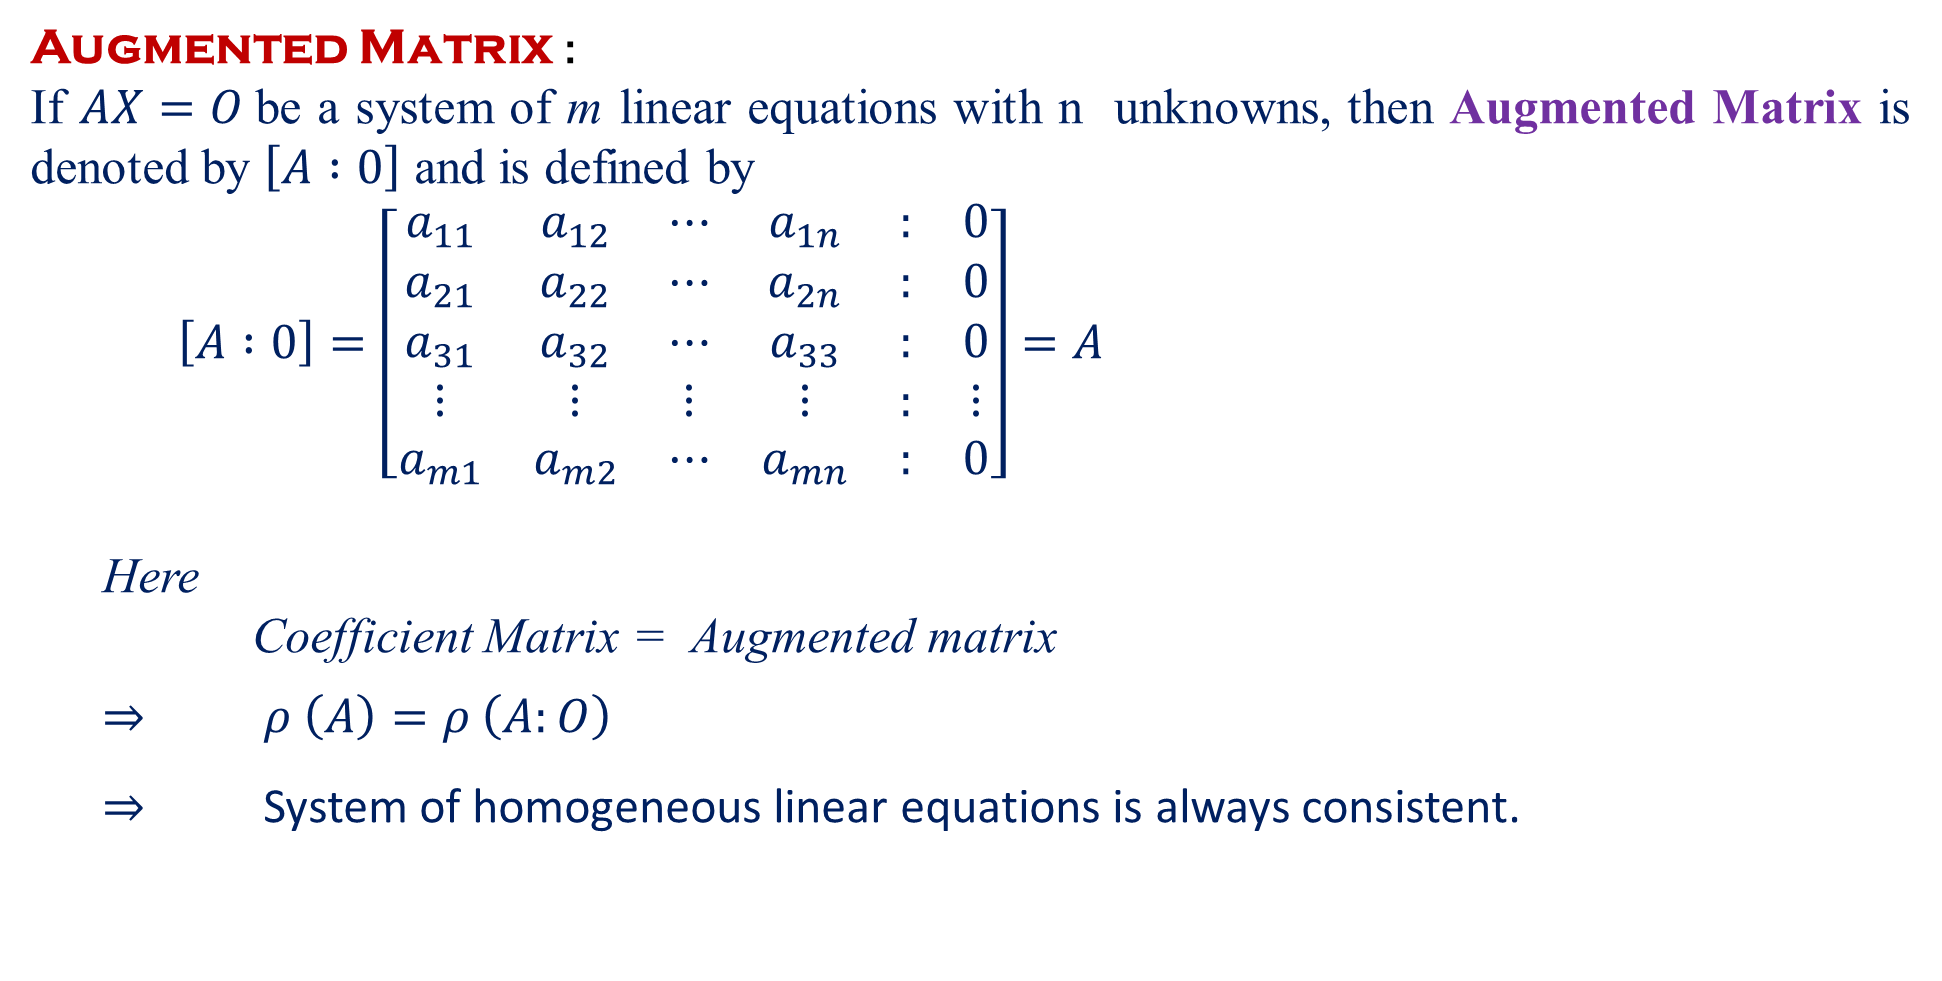 AUGMENTED MATRIX :
If AX = O be a system of m linear equations with n unknowns, then Augmented Matrix is
denoted by [A : 0] and is defined by
a₁₁ a₁₂ ⋯ a₁ₙ : 0
a₂₁ a₂₂ ⋯ a₂ₙ : 0
[A : 0] = a₃₁ a₃₂ ⋯ a₃₃ : 0 = A
⋮ ⋮ ⋮ ⋮ : ⋮
aₘ₁ aₘ₂ ⋯ aₘₙ : 0
Here
Coefficient Matrix = Augmented matrix
⇒ ρ (A) = ρ (A: O)
⇒ System of homogeneous linear equations is always consistent.